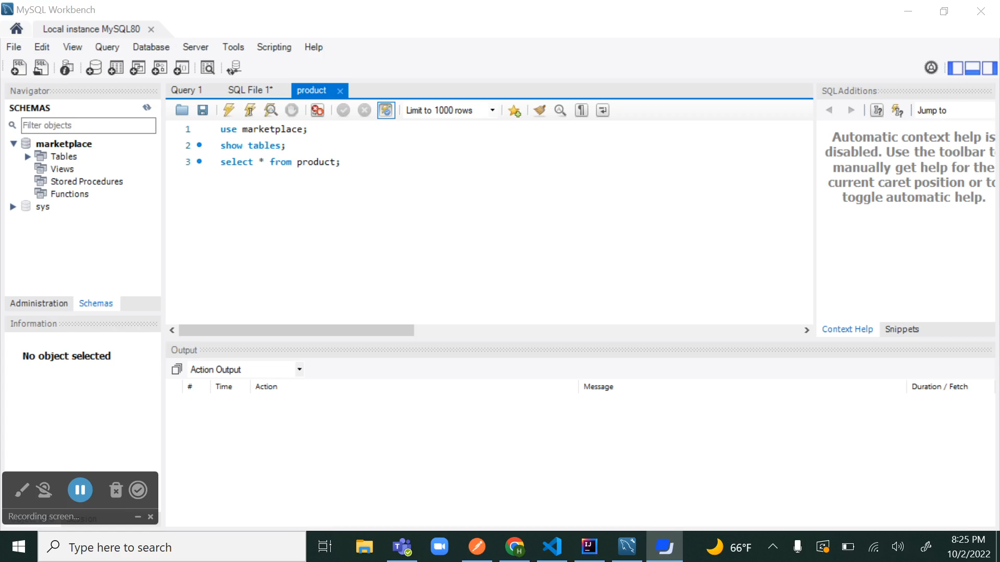 MySQL Workbench
Local instance MySQL80
File Edit View Query Database Server Tools Scripting Help
Navigator
SCHEMAS
Filter objects
marketplace
Tables
Views
Stored Procedures
Functions
sys
Administration Schemas
Information
No object selected
Query 1 SQL File 1* product
Limit to 1000 rows
1 use marketplace;
2 show tables;
3 select * from product;
SQLAdditions
Jump to
Automatic context help is
disabled. Use the toolbar t
manually get help for the
current caret position or to
toggle automatic help.
Context Help Snippets
Output
Action Output
# Time Action Message Duration / Fetch
Recording screen...
Type here to search
66°F
8:25 PM
10/2/2022